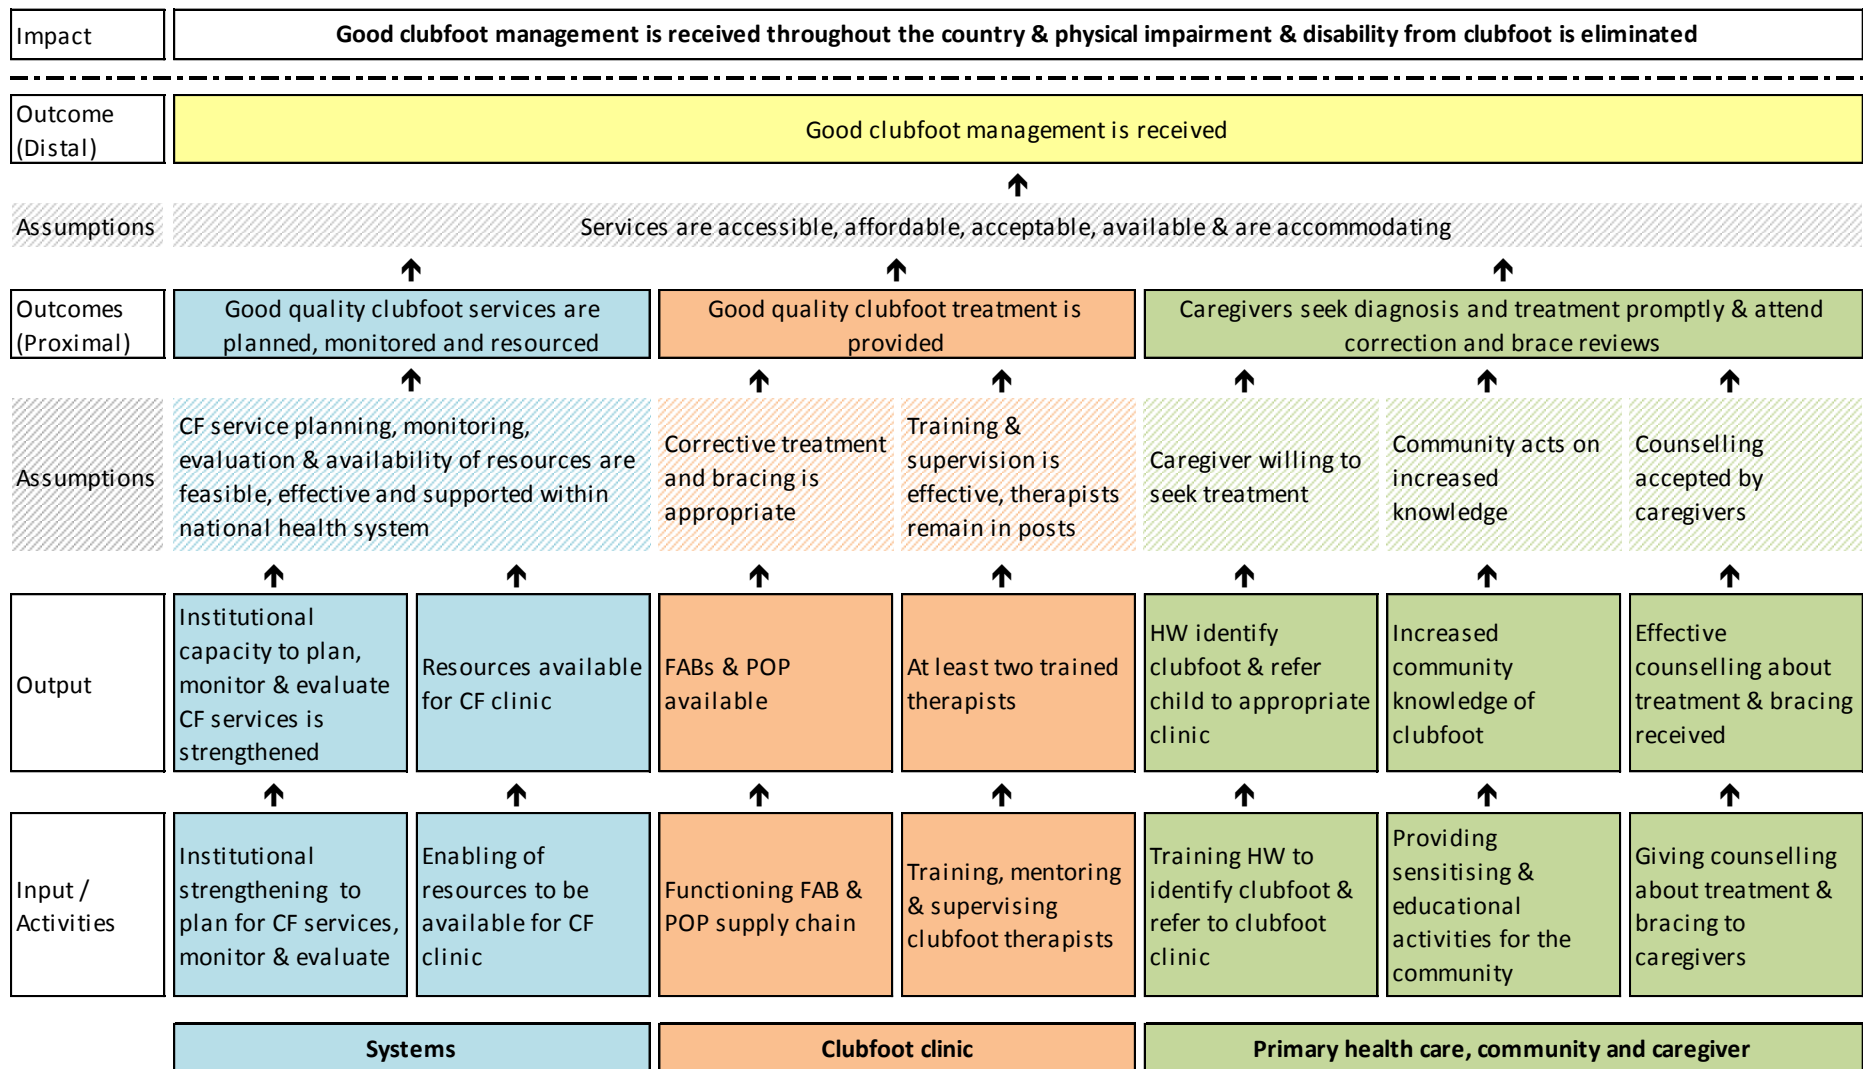 Impact
Good clubfoot management is received throughout the country & physical impairment & disability from clubfoot is eliminated
Outcome
(Distal)
Good clubfoot management is received
Assumptions
Services are accessible, affordable, acceptable, available & are accommodating
Outcomes
(Proximal)
Good quality clubfoot services are
planned, monitored and resourced
Good quality clubfoot treatment is
provided
Caregivers seek diagnosis and treatment promptly & attend
correction and brace reviews
Assumptions
CF service planning, monitoring,
evaluation & availability of resources are
feasible, effective and supported within
national health system
Corrective treatment
and bracing is
appropriate
Training &
supervision is
effective, therapists
remain in posts
Caregiver willing to
seek treatment
Community acts on
increased
knowledge
Counselling
accepted by
caregivers
Output
Institutional
capacity to plan,
monitor & evaluate
CF services is
strengthened
Resources available
for CF clinic
FABs & POP
available
At least two trained
therapists
HW identify
clubfoot & refer
child to appropriate
clinic
Increased
community
knowledge of
clubfoot
Effective
counselling about
treatment & bracing
received
Input /
Activities
Institutional
strengthening to
plan for CF services,
monitor & evaluate
Enabling of
resources to be
available for CF
clinic
Functioning FAB &
POP supply chain
Training, mentoring
& supervising
clubfoot therapists
Training HW to
identify clubfoot &
refer to clubfoot
clinic
Providing
sensitising &
educational
activities for the
community
Giving counselling
about treatment &
bracing to
caregivers
Systems
Clubfoot clinic
Primary health care, community and caregiver